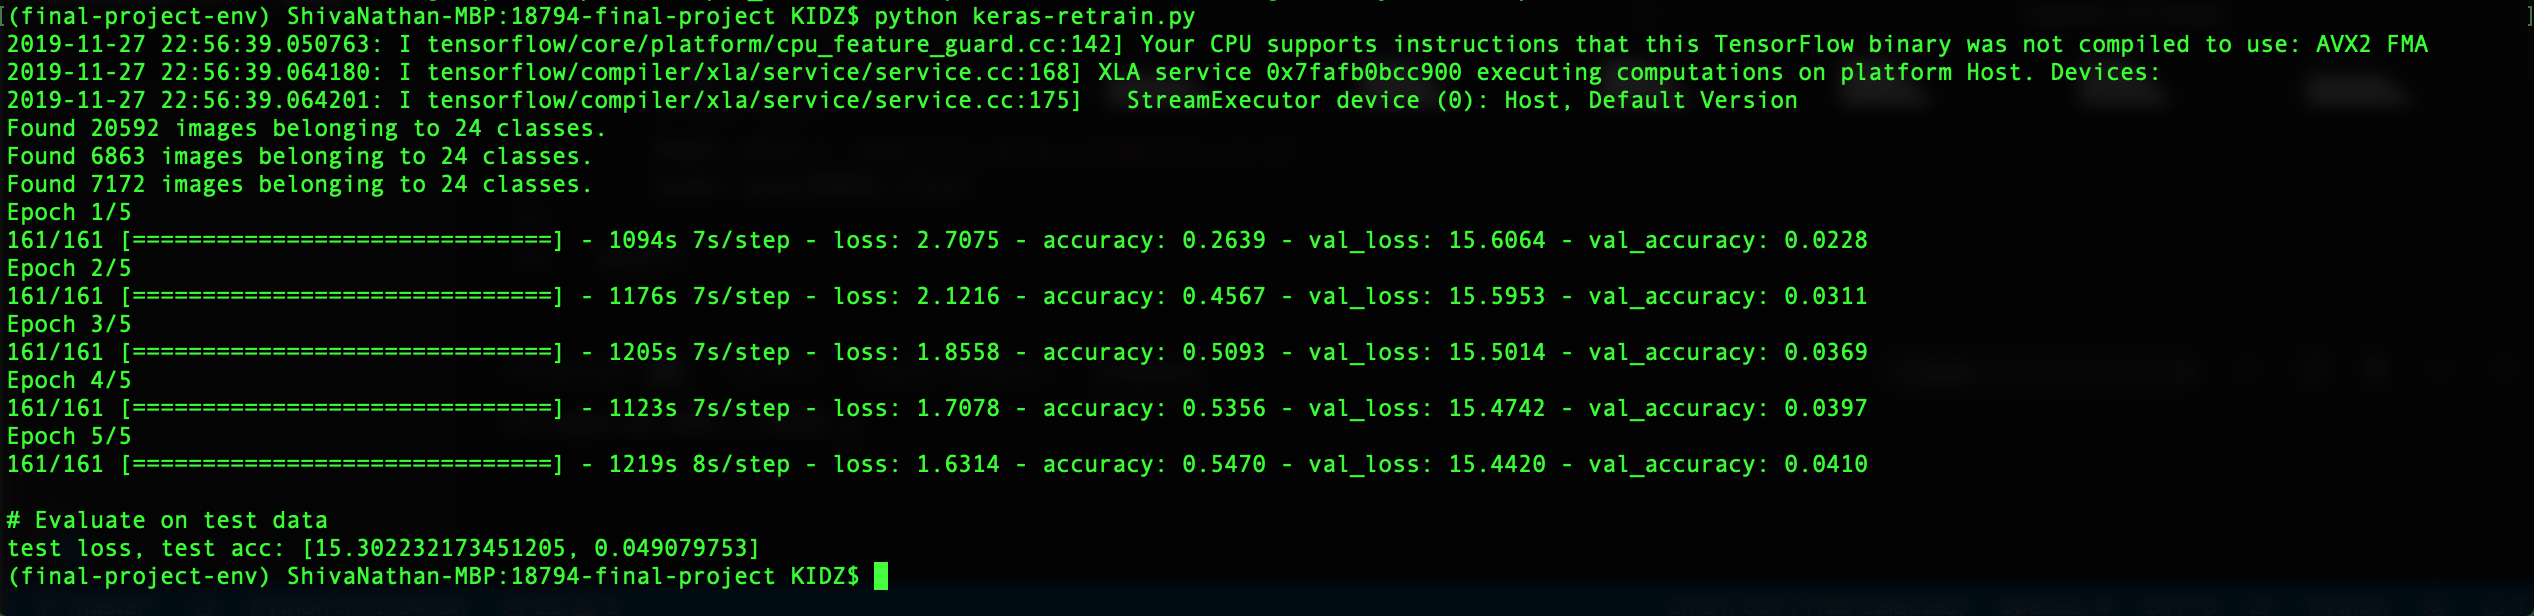 (final-project-env) ShivaNathan-MBP:18794-final-project KIDZ$ python keras-retrain.py
2019-11-27 22:56:39.050763: I tensorflow/core/platform/cpu_feature_guard.cc:142] Your CPU supports instructions that this TensorFlow binary was not compiled to use: AVX2 FMA
2019-11-27 22:56:39.064180: I tensorflow/compiler/xla/service/service.cc:168] XLA service 0x7fafb0bcc900 executing computations on platform Host. Devices:
2019-11-27 22:56:39.064201: I tensorflow/compiler/xla/service/service.cc:175]   StreamExecutor device (0): Host, Default Version
Found 20592 images belonging to 24 classes.
Found 6863 images belonging to 24 classes.
Found 7172 images belonging to 24 classes.
Epoch 1/5
161/161 [==============================] - 1094s 7s/step - loss: 2.7075 - accuracy: 0.2639 - val_loss: 15.6064 - val_accuracy: 0.0228
Epoch 2/5
161/161 [==============================] - 1176s 7s/step - loss: 2.1216 - accuracy: 0.4567 - val_loss: 15.5953 - val_accuracy: 0.0311
Epoch 3/5
161/161 [==============================] - 1205s 7s/step - loss: 1.8558 - accuracy: 0.5093 - val_loss: 15.5014 - val_accuracy: 0.0369
Epoch 4/5
161/161 [==============================] - 1123s 7s/step - loss: 1.7078 - accuracy: 0.5356 - val_loss: 15.4742 - val_accuracy: 0.0397
Epoch 5/5
161/161 [==============================] - 1219s 8s/step - loss: 1.6314 - accuracy: 0.5470 - val_loss: 15.4420 - val_accuracy: 0.0410

# Evaluate on test data
test loss, test acc: [15.302232173451205, 0.049079753]
(final-project-env) ShivaNathan-MBP:18794-final-project KIDZ$